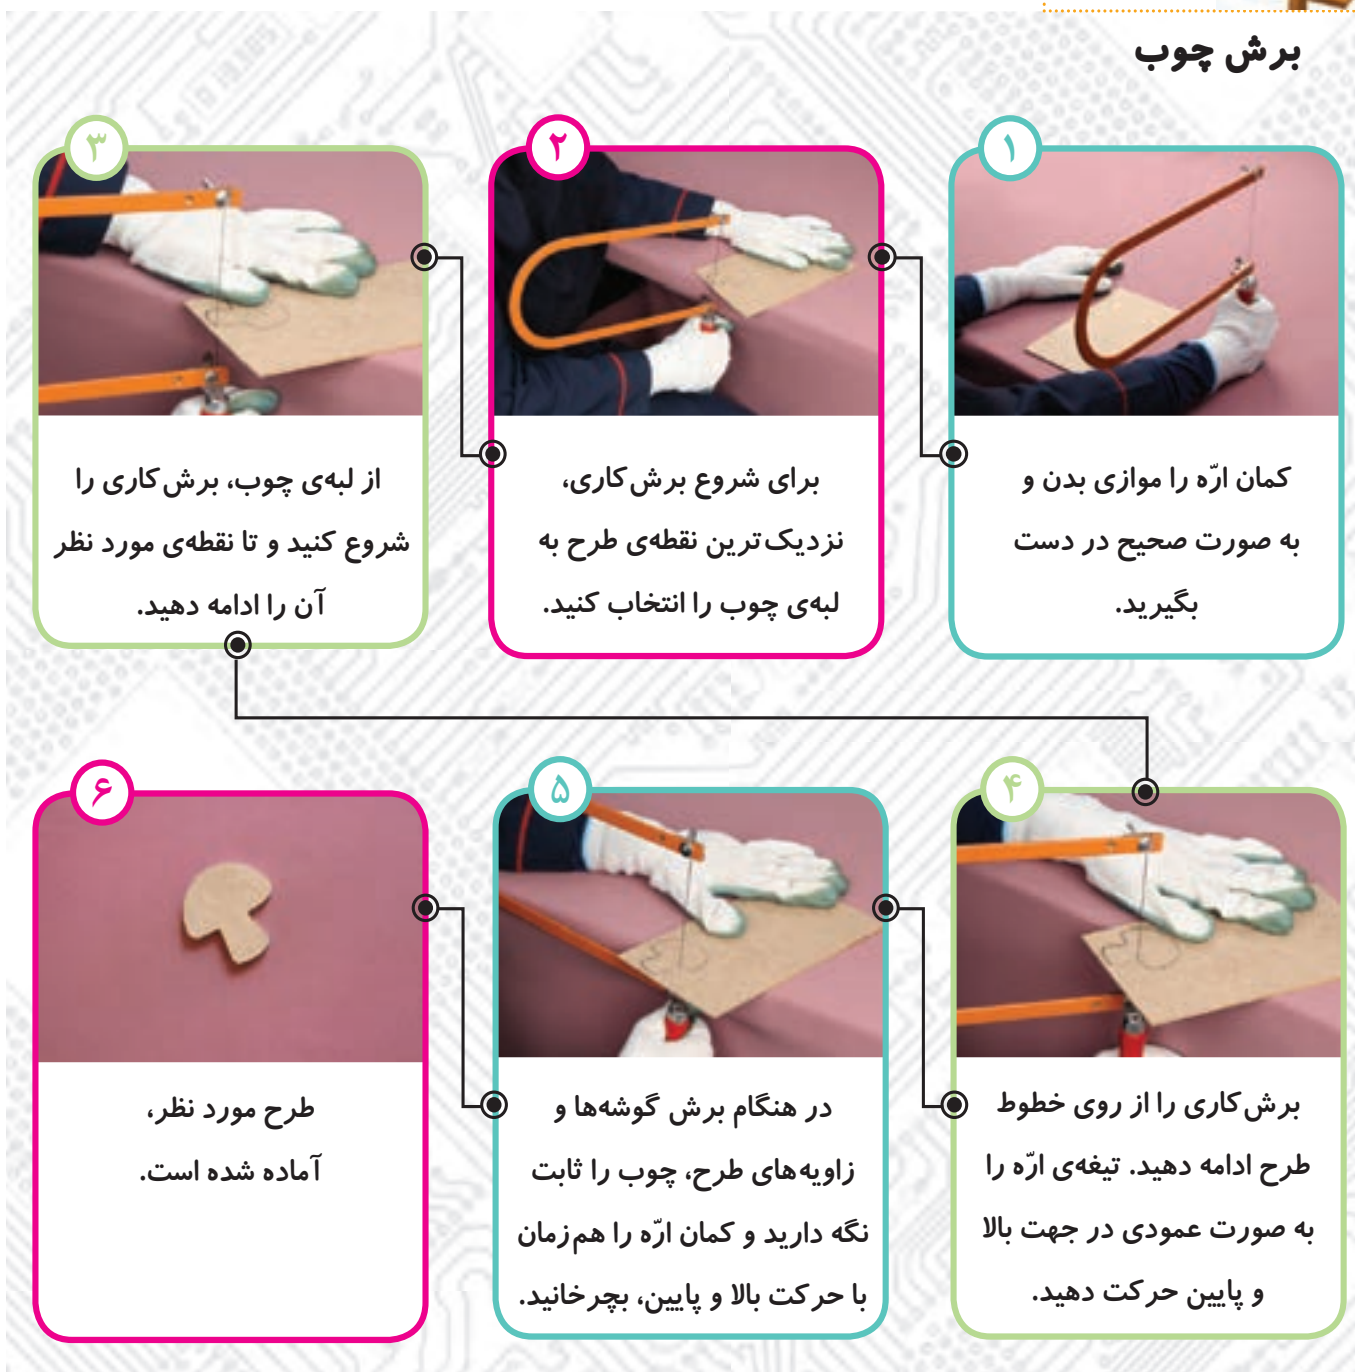 برش چوب
۱
کمان ارّه را موازی بدن و
به صورت صحیح در دست
بگیرید.
۲
برای شروع برش‌کاری،
نزدیک‌ترین نقطه‌ی طرح به
لبه‌ی چوب را انتخاب کنید.
۳
از لبه‌ی چوب، برش‌کاری را
شروع کنید و تا نقطه‌ی مورد نظر
آن را ادامه دهید.
۴
برش‌کاری را از روی خطوط
طرح ادامه دهید. تیغه‌ی ارّه را
به صورت عمودی در جهت بالا
و پایین حرکت دهید.
۵
در هنگام برش گوشه‌ها و
زاویه‌های طرح، چوب را ثابت
نگه دارید و کمان ارّه را هم‌زمان
با حرکت بالا و پایین، بچرخانید.
۶
طرح مورد نظر،
آماده شده است.